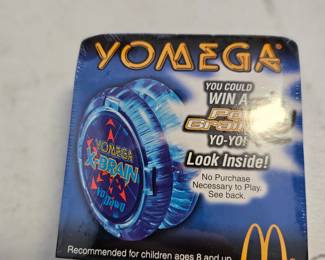 YOMEGA®
YOU COULD
WIN A
YO-YO!
Look Inside!
No Purchase
Necessary to Play.
See back.
YOMEGA
X-BRAIN
Recommended for children ages 8 and up